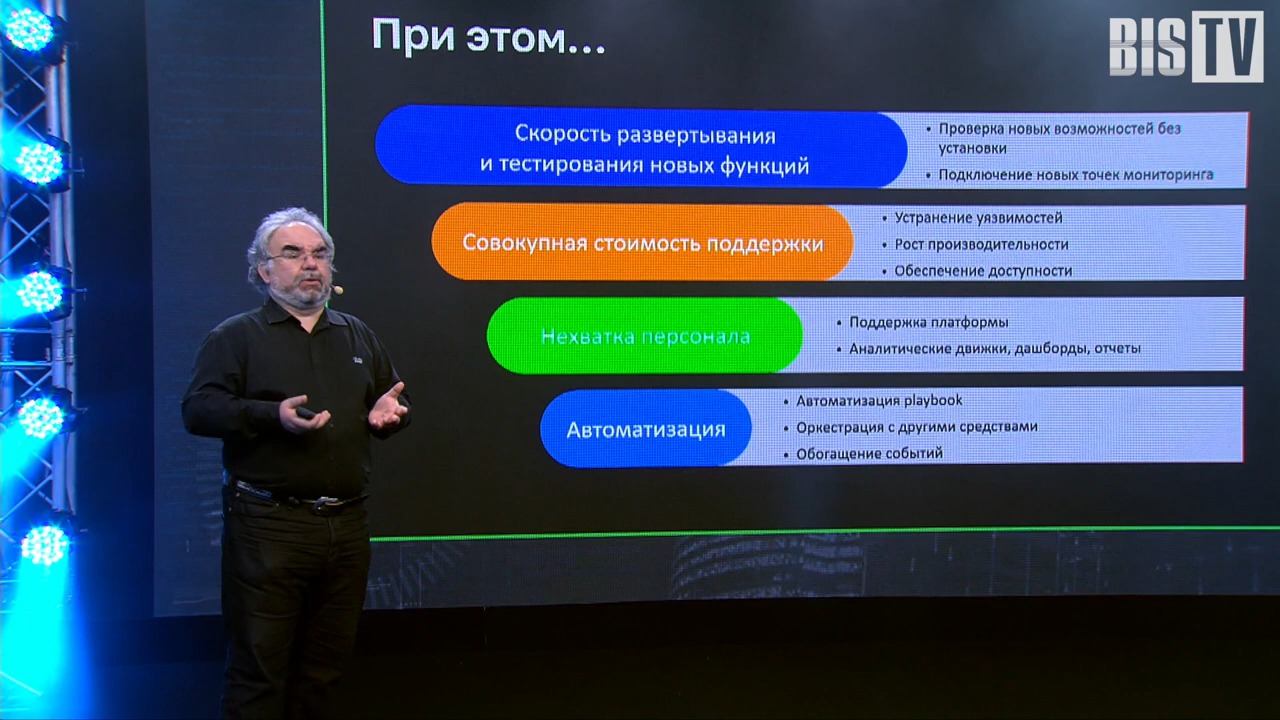 При этом...
BIS TV
Скорость развертывания
и тестирования новых функций
• Проверка новых возможностей без
установки
• Подключение новых точек мониторинга
Совокупная стоимость поддержки
• Устранение уязвимостей
• Рост производительности
• Обеспечение доступности
Нехватка персонала
• Поддержка платформы
• Аналитические движки, дашборды, отчеты
Автоматизация
• Автоматизация playbook
• Оркестрация с другими средствами
• Обогащение событий